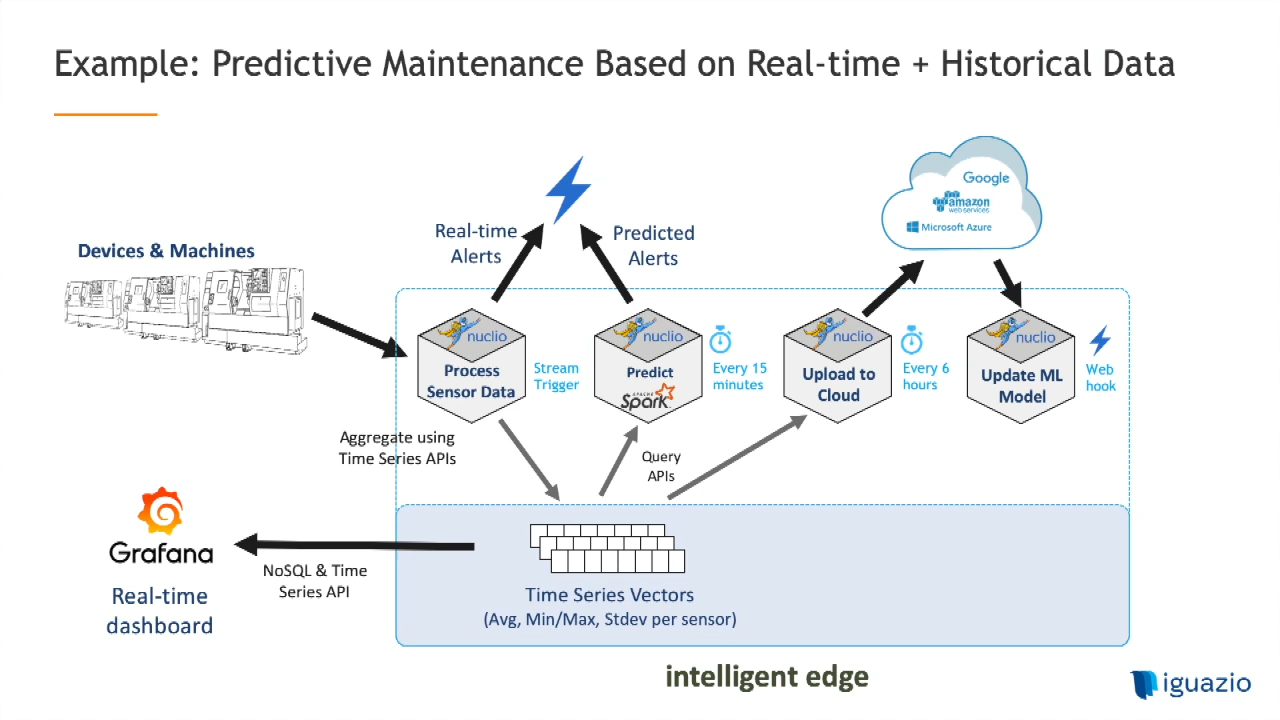 Example: Predictive Maintenance Based on Real-time + Historical Data
Google
amazon
web services
Microsoft Azure
Real-time
Alerts
Predicted
Alerts
Devices & Machines
nuclio
Process
Sensor Data
Stream
Trigger
nuclio
Predict
APACHE
Spark
Every 15
minutes
nuclio
Upload to
Cloud
Every 6
hours
nuclio
Update ML
Model
Web
hook
Aggregate using
Time Series APIs
Query
APIs
Grafana
Real-time
dashboard
NoSQL & Time
Series API
Time Series Vectors
(Avg, Min/Max, Stdev per sensor)
intelligent edge
iguazio